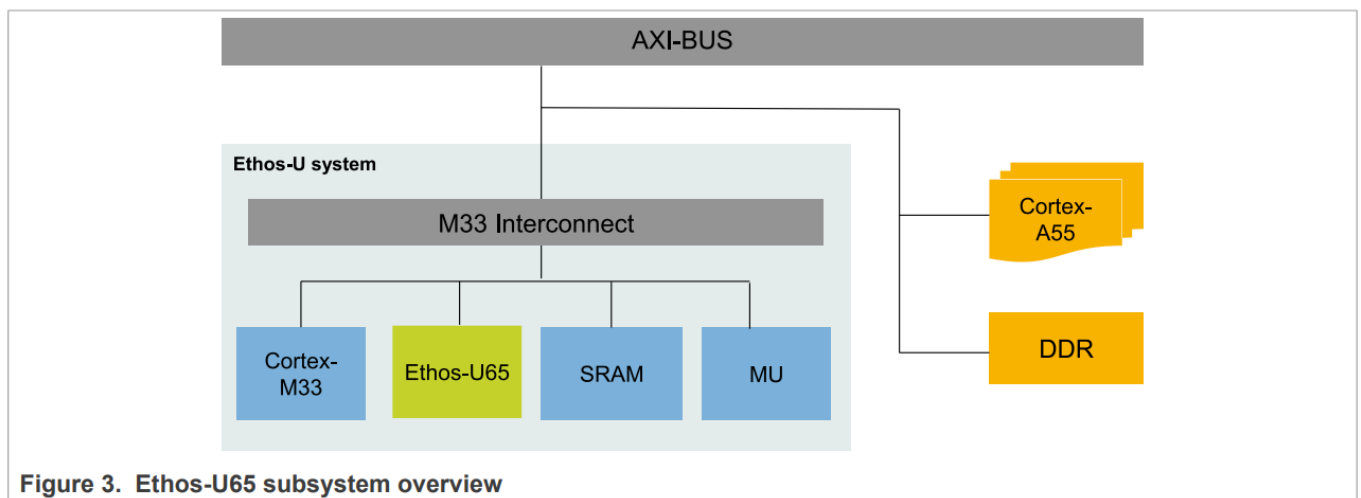 AXI-BUS
Ethos-U system
M33 Interconnect
Cortex-
A55
Cortex-
M33
Ethos-U65
SRAM
MU
DDR
Figure 3. Ethos-U65 subsystem overview